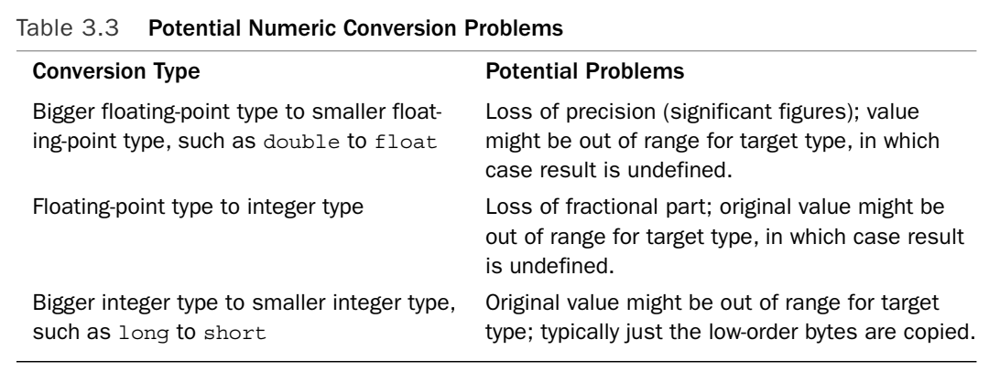 Table 3.3 Potential Numeric Conversion Problems
Conversion Type Potential Problems
Bigger floating-point type to smaller float-
ing-point type, such as double to float
Loss of precision (significant figures); value
might be out of range for target type, in which
case result is undefined.
Floating-point type to integer type
Loss of fractional part; original value might be
out of range for target type, in which case result
is undefined.
Bigger integer type to smaller integer type,
such as long to short
Original value might be out of range for target
type; typically just the low-order bytes are copied.